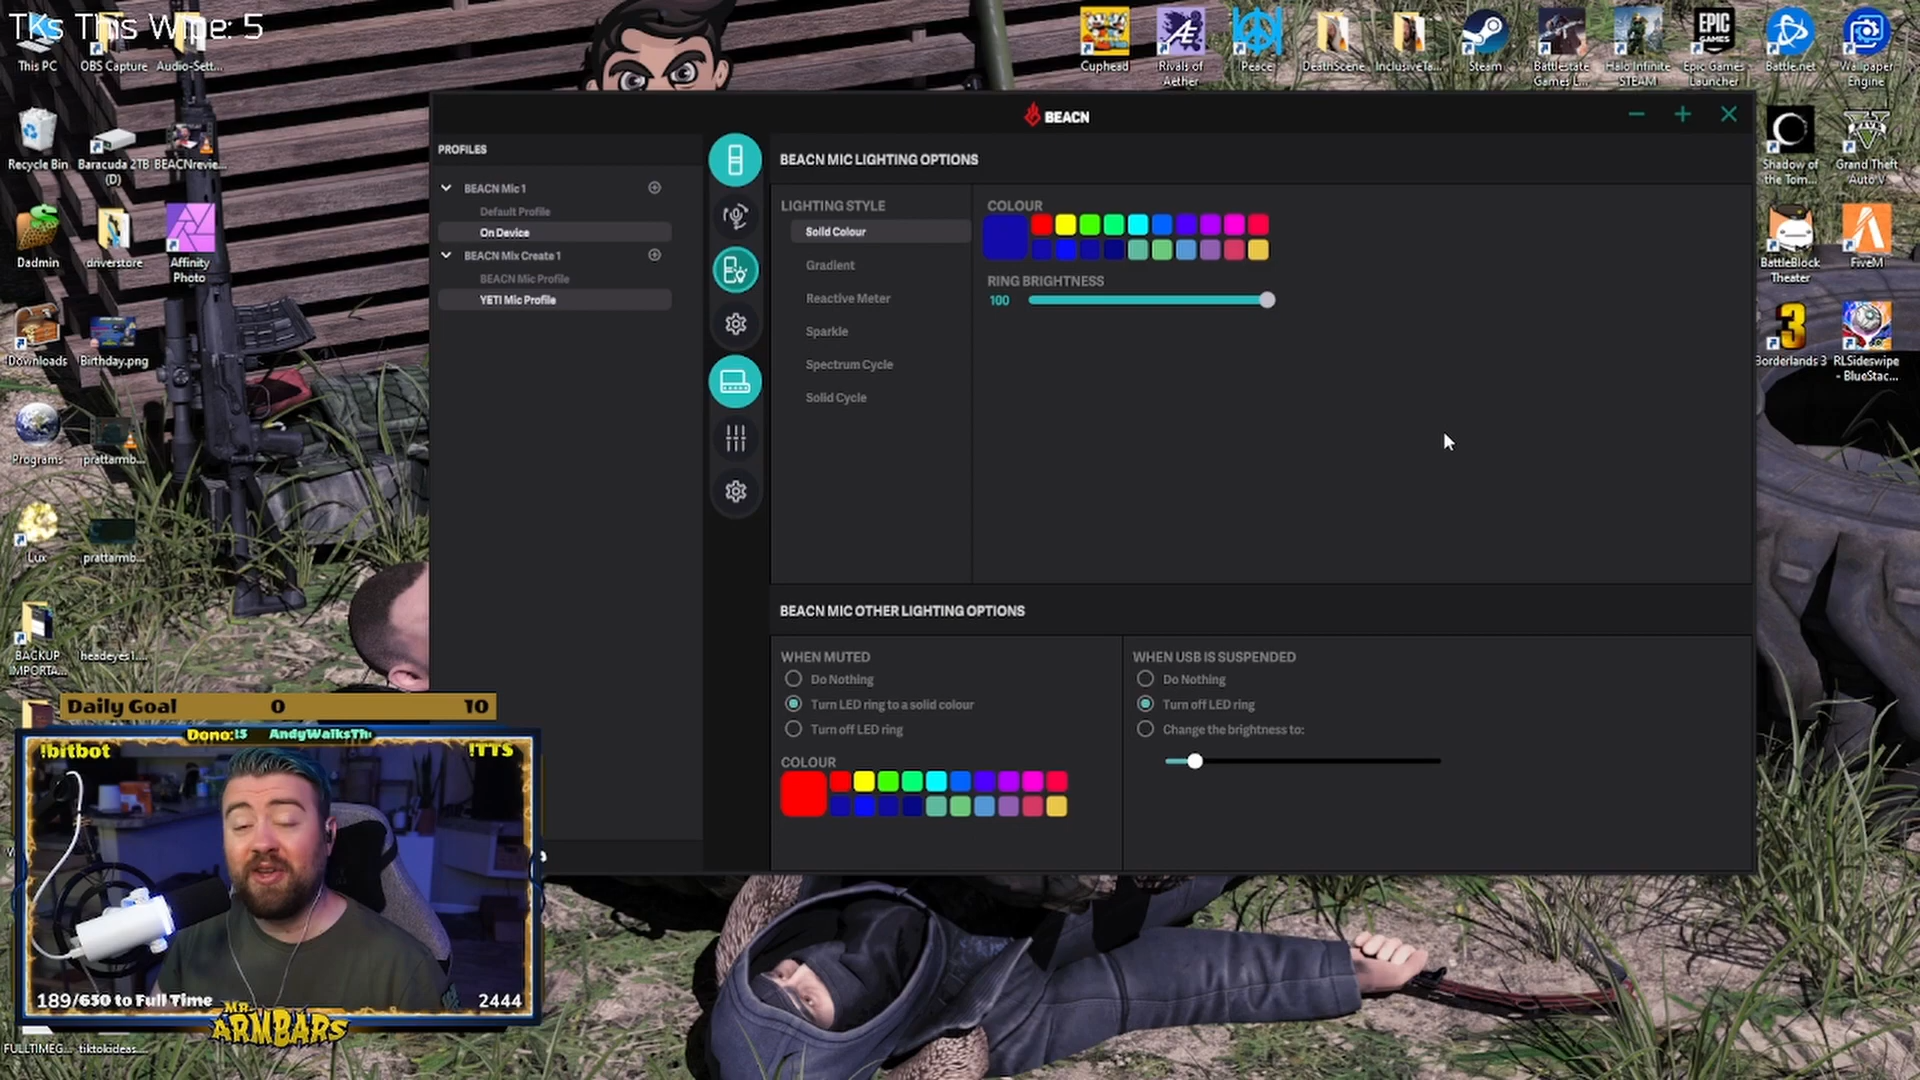 TKs This Wipe: 5
This PC
OBS Capture
Audio-Sett...
Cuphead
Rivals of
Aether
Peace
DeathScene
InclusiveTa...
Steam
Battlestate
Games L...
Halo Infinite
STEAM
EPIC
GAMES
Epic Games
Launcher
Battle.net
Wallpaper
Engine
Recycle Bin
Baracuda 2TB
(D)
BEACNrevie...
Shadow of
the Tom...
Grand Theft
Auto V
Dadmin
driverstore
Affinity
Photo
BattleBlock
Theater
FiveM
Downloads
Birthday.png
3
Borderlands 3
RLSideswipe
- BlueStac...
Programs
prattarmb...
Lux
prattarmb...
BACKUP
IMPORTA...
headeyes1....
FULLTIMEG...
tiktokideas....
BEACN
PROFILES
BEACN Mic 1
Default Profile
On Device
BEACN Mix Create 1
BEACN Mic Profile
YETI Mic Profile
BEACN MIC LIGHTING OPTIONS
LIGHTING STYLE
Solid Colour
Gradient
Reactive Meter
Sparkle
Spectrum Cycle
Solid Cycle
COLOUR
RING BRIGHTNESS
100
BEACN MIC OTHER LIGHTING OPTIONS
WHEN MUTED
Do Nothing
Turn LED ring to a solid colour
Turn off LED ring
COLOUR
WHEN USB IS SUSPENDED
Do Nothing
Turn off LED ring
Change the brightness to:
Daily Goal 0 10
Dono: AndyWalksTh
!bitbot
!TTS
189/650 to Full Time
2444
MR.
ARMBARS